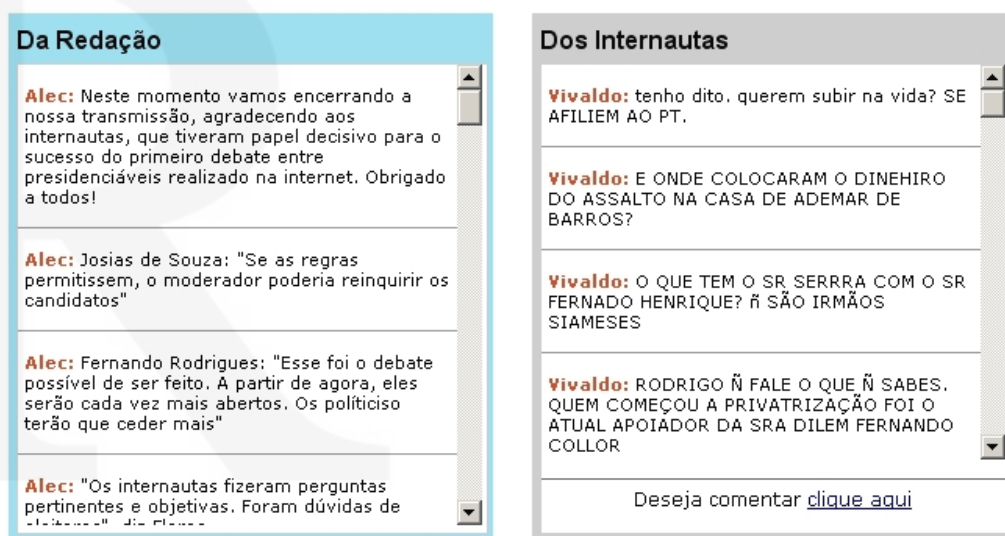 Da Redação
Alec: Neste momento vamos encerrando a
nossa transmissão, agradecendo aos
internautas, que tiveram papel decisivo para o
sucesso do primeiro debate entre
presidenciáveis realizado na internet. Obrigado
a todos!
Alec: Josias de Souza: "Se as regras
permitissem, o moderador poderia reinquirir os
candidatos"
Alec: Fernando Rodrigues: "Esse foi o debate
possível de ser feito. A partir de agora, eles
serão cada vez mais abertos. Os políticiso
terão que ceder mais"
Alec: "Os internautas fizeram perguntas
pertinentes e objetivas. Foram dúvidas de
Dos Internautas
Vivaldo: tenho dito. querem subir na vida? SE
AFILIEM AO PT.
Vivaldo: E ONDE COLOCARAM O DINEHIRO
DO ASSALTO NA CASA DE ADEMAR DE
BARROS?
Vivaldo: O QUE TEM O SR SERRRA COM O SR
FERNADO HENRIQUE? ñ SÃO IRMÃOS
SIAMESES
Vivaldo: RODRIGO Ñ FALE O QUE Ñ SABES.
QUEM COMEÇOU A PRIVATRIZAÇÃO FOI O
ATUAL APOIADOR DA SRA DILEM FERNANDO
COLLOR
Deseja comentar clique aqui